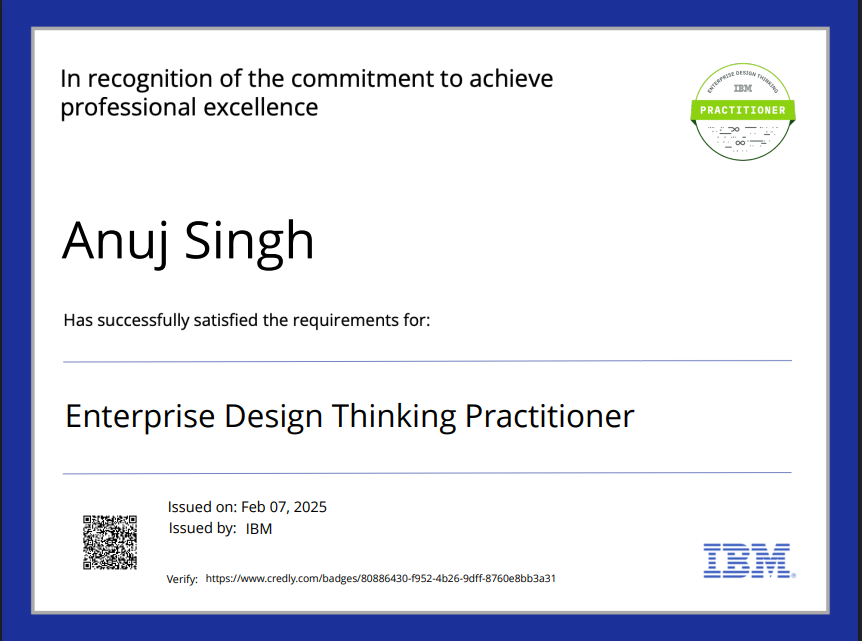 In recognition of the commitment to achieve
professional excellence
ENTERPRISE DESIGN THINKING
IBM
PRACTITIONER
Anuj Singh
Has successfully satisfied the requirements for:
Enterprise Design Thinking Practitioner
Issued on: Feb 07, 2025
Issued by: IBM
Verify: https://www.credly.com/badges/80886430-f952-4b26-9dff-8760e8bb3a31
IBM®